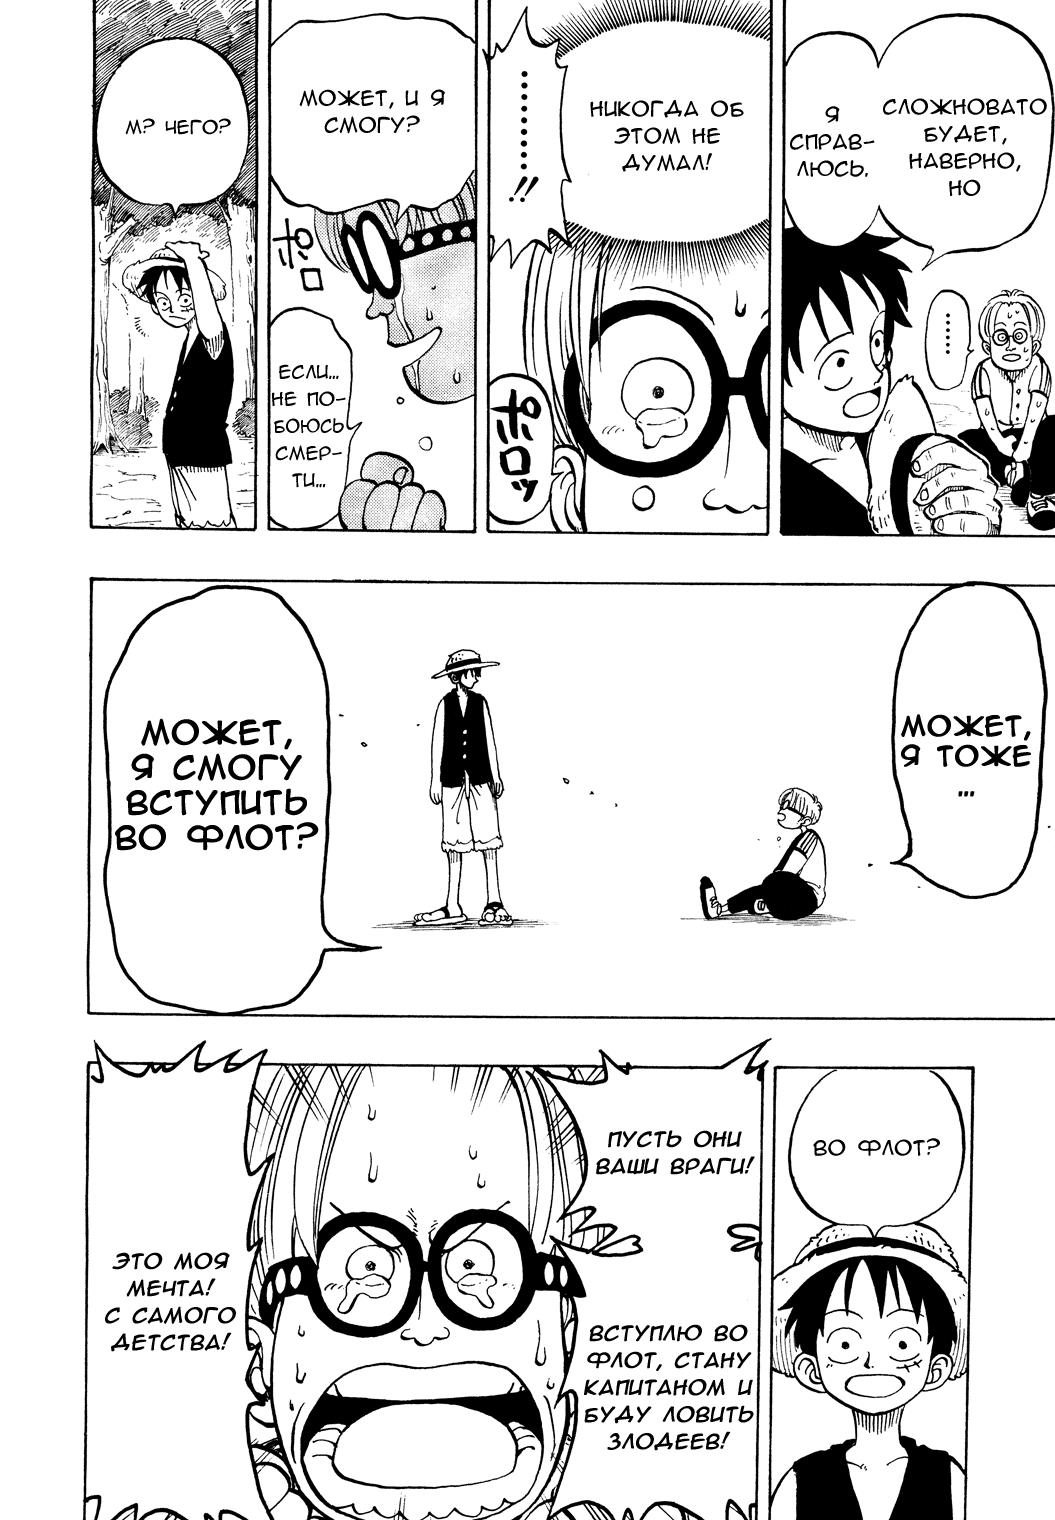 СЛОЖНОВАТО
БУДЕТ,
НАВЕРНО,
НО
Я
СПРАВ-
ЛЮСЬ.
........
НИКОГДА ОБ
ЭТОМ НЕ
ДУМАЛ!
.........!!
ポロッ
МОЖЕТ, И Я
СМОГУ?
ポロ
ЕСЛИ...
НЕ ПО-
БОЮСЬ
СМЕР-
ТИ...
М? ЧЕГО?
МОЖЕТ,
Я ТОЖЕ
...
МОЖЕТ,
Я СМОГУ
ВСТУПИТЬ
ВО ФЛОТ?
ВО ФЛОТ?
ПУСТЬ ОНИ
ВАШИ ВРАГИ!
ВСТУПЛЮ ВО
ФЛОТ, СТАНУ
КАПИТАНОМ И
БУДУ ЛОВИТЬ
ЗЛОДЕЕВ!
ЭТО МОЯ
МЕЧТА!
С САМОГО
ДЕТСТВА!